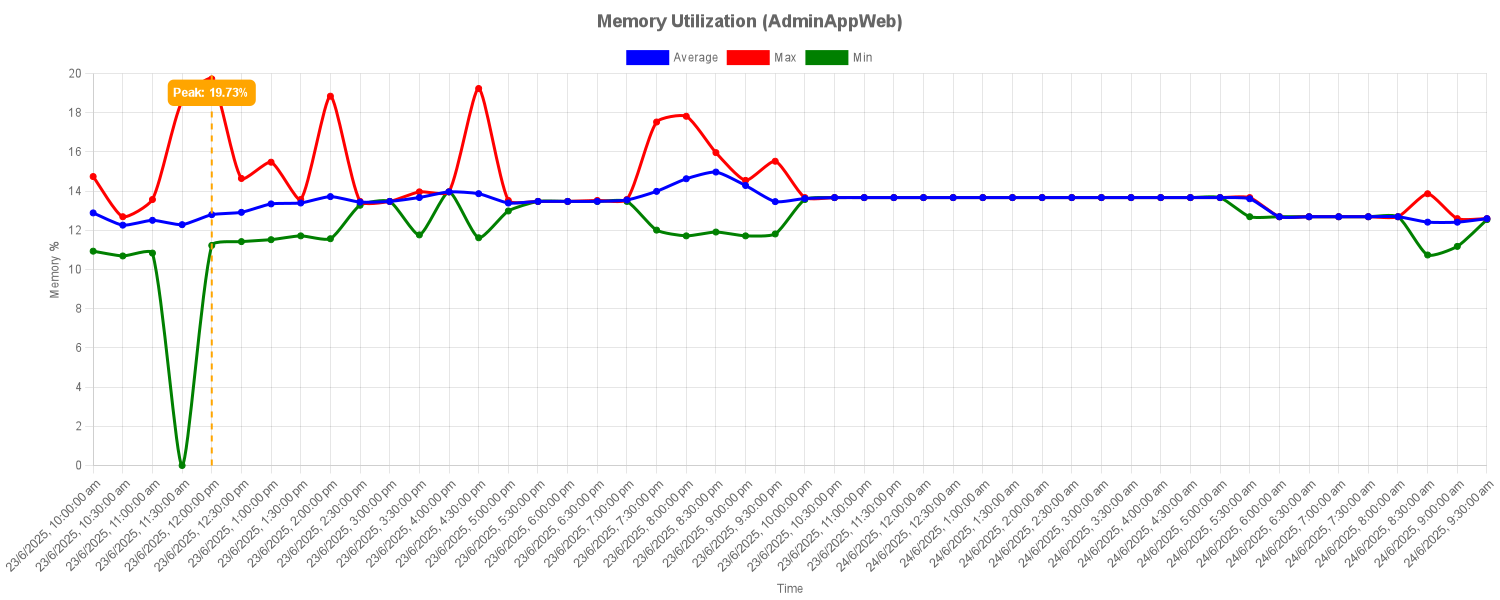 Memory Utilization (AdminAppWeb)
Average Max Min
Peak: 19.73%
20
18
16
14
12
10
8
6
4
2
0
Memory %
23/6/2025, 10:00:00 am
23/6/2025, 10:30:00 am
23/6/2025, 11:00:00 am
23/6/2025, 11:30:00 am
23/6/2025, 12:00:00 pm
23/6/2025, 12:30:00 pm
23/6/2025, 1:00:00 pm
23/6/2025, 1:30:00 pm
23/6/2025, 2:00:00 pm
23/6/2025, 2:30:00 pm
23/6/2025, 3:00:00 pm
23/6/2025, 3:30:00 pm
23/6/2025, 4:00:00 pm
23/6/2025, 4:30:00 pm
23/6/2025, 5:00:00 pm
23/6/2025, 5:30:00 pm
23/6/2025, 6:00:00 pm
23/6/2025, 6:30:00 pm
23/6/2025, 7:00:00 pm
23/6/2025, 7:30:00 pm
23/6/2025, 8:00:00 pm
23/6/2025, 8:30:00 pm
23/6/2025, 9:00:00 pm
23/6/2025, 9:30:00 pm
23/6/2025, 10:00:00 pm
23/6/2025, 10:30:00 pm
23/6/2025, 11:00:00 pm
23/6/2025, 11:30:00 pm
24/6/2025, 12:00:00 am
24/6/2025, 12:30:00 am
24/6/2025, 1:00:00 am
24/6/2025, 1:30:00 am
24/6/2025, 2:00:00 am
24/6/2025, 2:30:00 am
24/6/2025, 3:00:00 am
24/6/2025, 3:30:00 am
24/6/2025, 4:00:00 am
24/6/2025, 4:30:00 am
24/6/2025, 5:00:00 am
24/6/2025, 5:30:00 am
24/6/2025, 6:00:00 am
24/6/2025, 6:30:00 am
24/6/2025, 7:00:00 am
24/6/2025, 7:30:00 am
24/6/2025, 8:00:00 am
24/6/2025, 8:30:00 am
24/6/2025, 9:00:00 am
24/6/2025, 9:30:00 am
Time